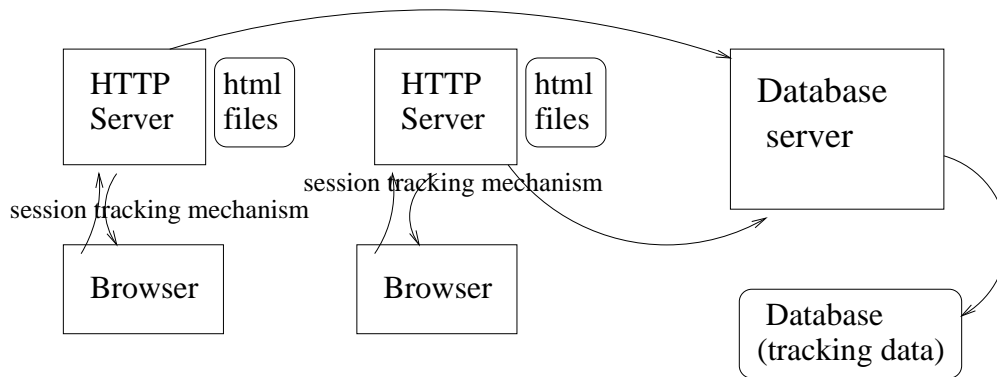 HTTP
Server
html
files
HTTP
Server
html
files
Database
server
session tracking mechanism
session tracking mechanism
Browser
Browser
Database
(tracking data)